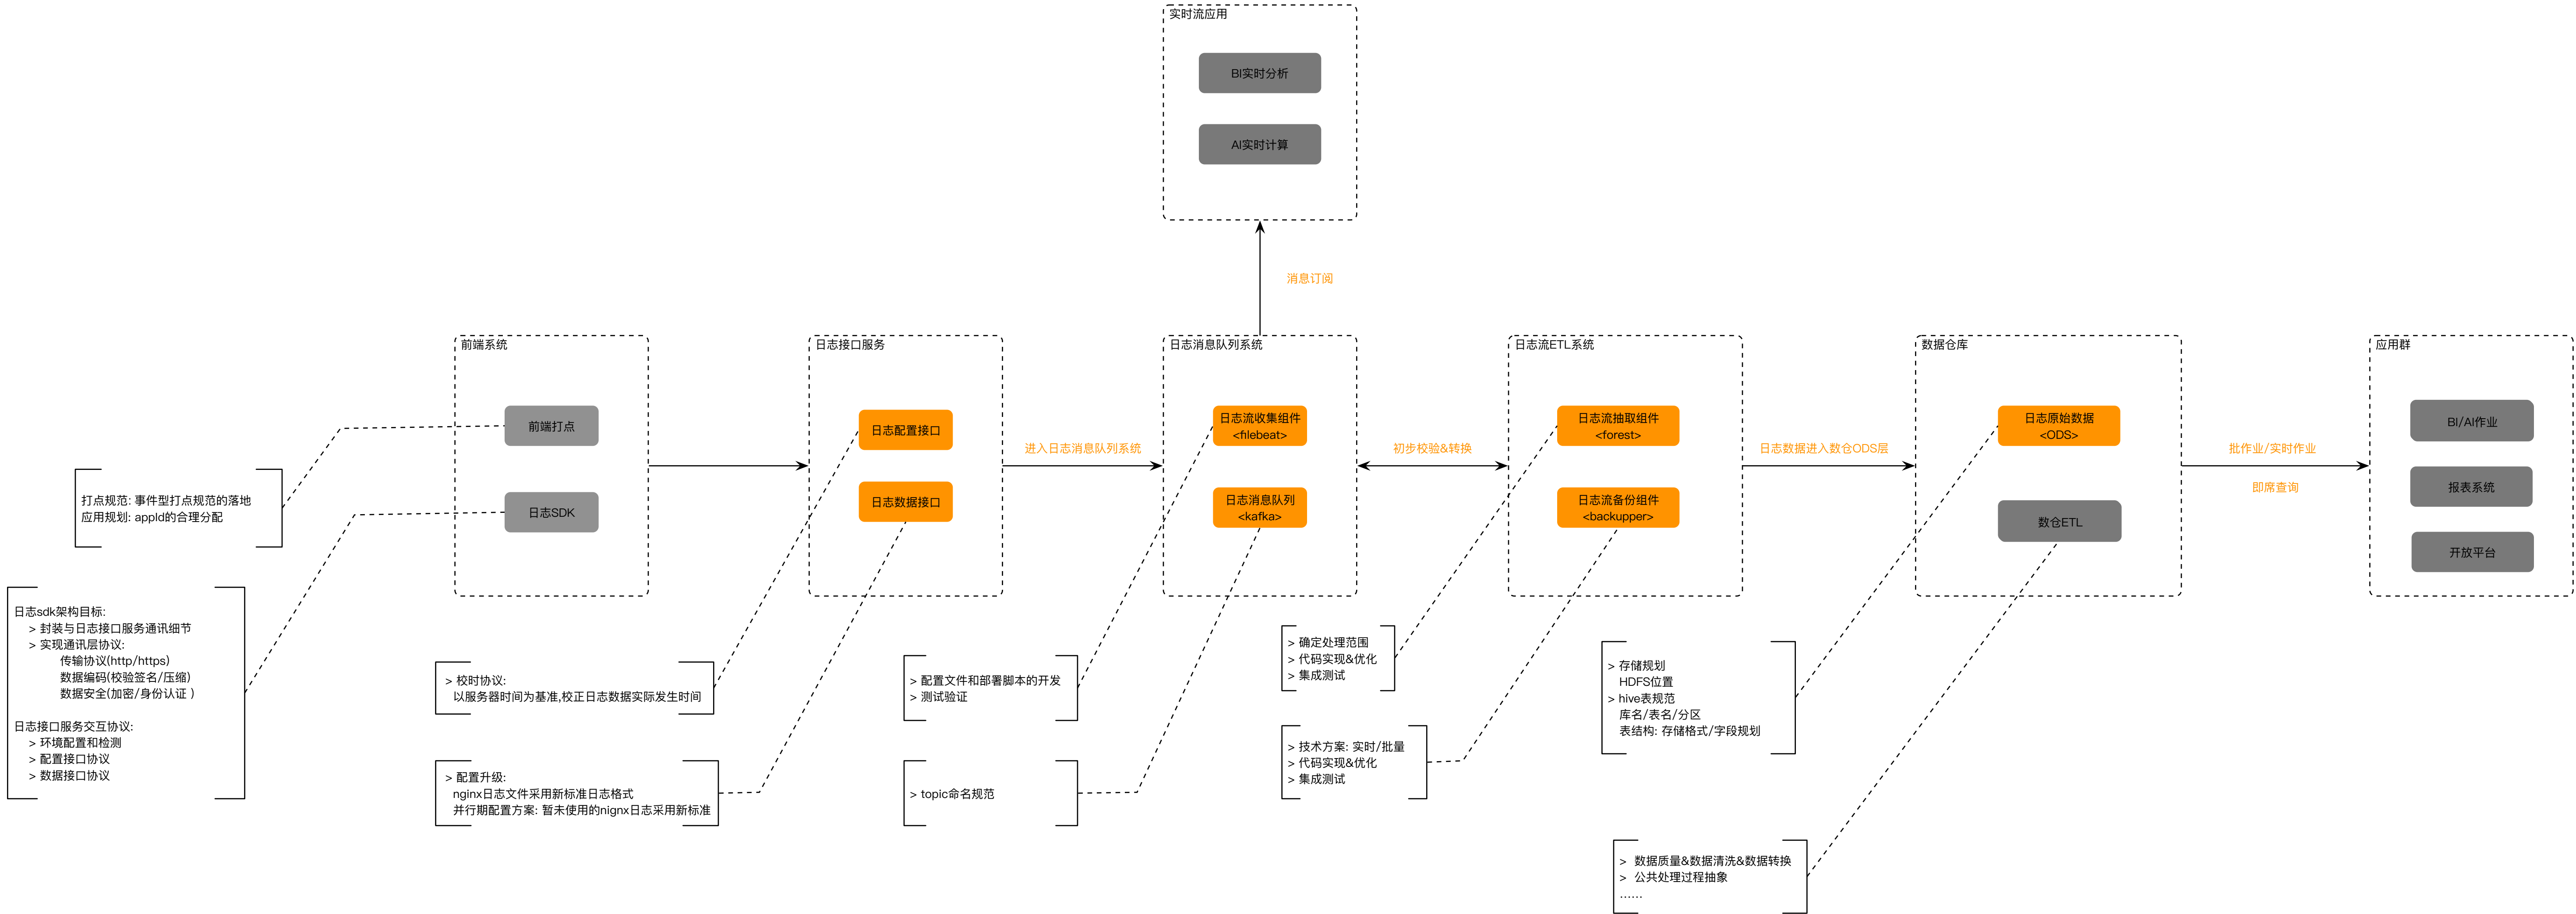 实时流应用
BI实时分析
AI实时计算
消息订阅
前端系统
前端打点
日志SDK
日志接口服务
日志配置接口
日志数据接口
进入日志消息队列系统
日志消息队列系统
日志流收集组件
<filebeat>
日志消息队列
<kafka>
初步校验&转换
日志流ETL系统
日志流抽取组件
<forest>
日志流备份组件
<backupper>
日志数据进入数仓ODS层
数据仓库
日志原始数据
<ODS>
数仓ETL
批作业/实时作业
即席查询
应用群
BI/AI作业
报表系统
开放平台
打点规范: 事件型打点规范的落地
应用规划: appId的合理分配
日志sdk架构目标:
> 封装与日志接口服务通讯细节
> 实现通讯层协议:
传输协议(http/https)
数据编码(校验签名/压缩)
数据安全(加密/身份认证 )
日志接口服务交互协议:
> 环境配置和检测
> 配置接口协议
> 数据接口协议
> 校时协议:
以服务器时间为基准,校正日志数据实际发生时间
> 配置升级:
nginx日志文件采用新标准日志格式
并行期配置方案: 暂未使用的nignx日志采用新标准
> 配置文件和部署脚本的开发
> 测试验证
> topic命名规范
> 确定处理范围
> 代码实现&优化
> 集成测试
> 技术方案: 实时/批量
> 代码实现&优化
> 集成测试
> 存储规划
HDFS位置
> hive表规范
库名/表名/分区
表结构: 存储格式/字段规划
> 数据质量&数据清洗&数据转换
> 公共处理过程抽象
……